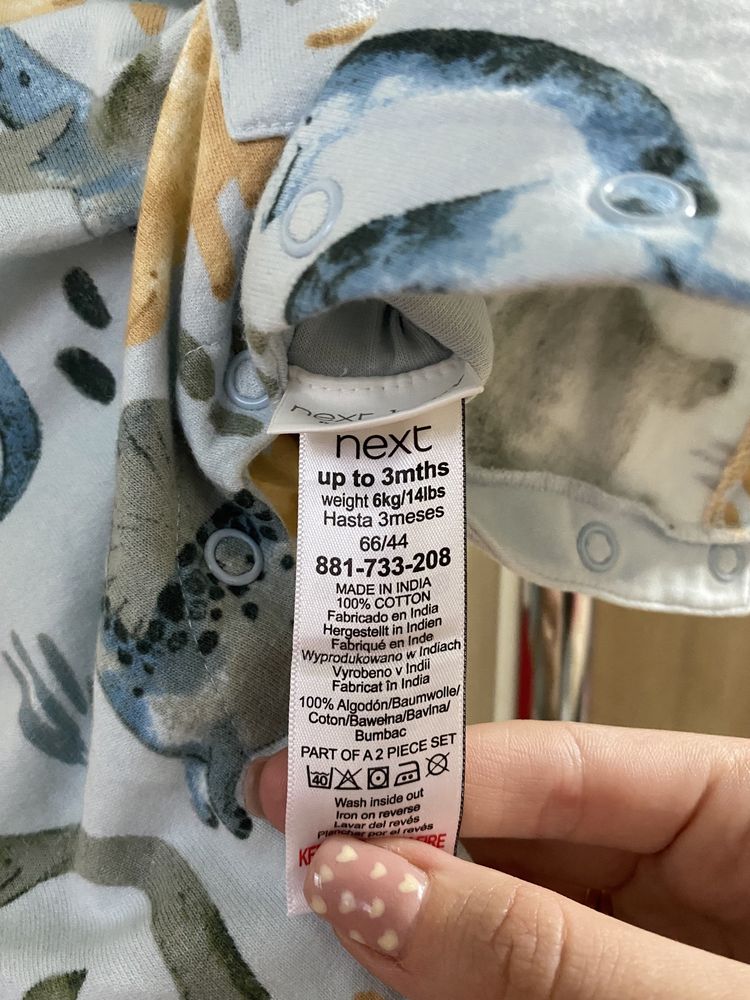 next
next
up to 3mths
weight 6kg/14lbs
Hasta 3meses
66/44
881-733-208
MADE IN INDIA
100% COTTON
Fabricado en India
Hergestellt in Indien
Fabriqué en Inde
Wyprodukowano w Indiach
Vyrobeno v Indii
Fabricat în India
100% Algodón/Baumwolle/
Coton/Bawełna/Bavlna/
Bumbac
PART OF A 2 PIECE SET
40
Wash inside out
Iron on reverse
Lavar del revés
Planchar por el revés
FIRE